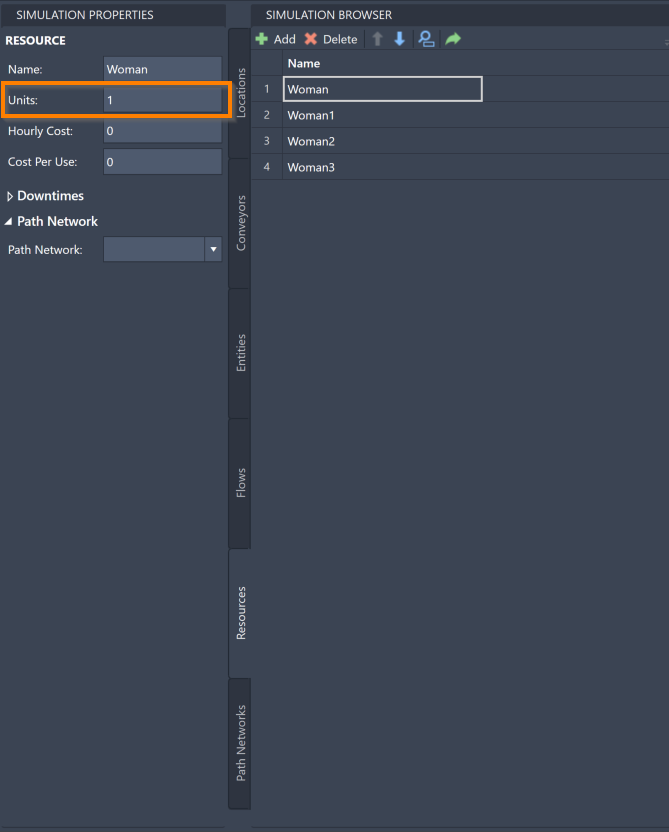 SIMULATION PROPERTIES
RESOURCE
Name: Woman
Units: 1
Hourly Cost: 0
Cost Per Use: 0
Downtimes
Path Network
Path Network:
Locations
Conveyors
Entities
Flows
Resources
Path Networks
SIMULATION BROWSER
Add Delete
Name
1 Woman
2 Woman1
3 Woman2
4 Woman3